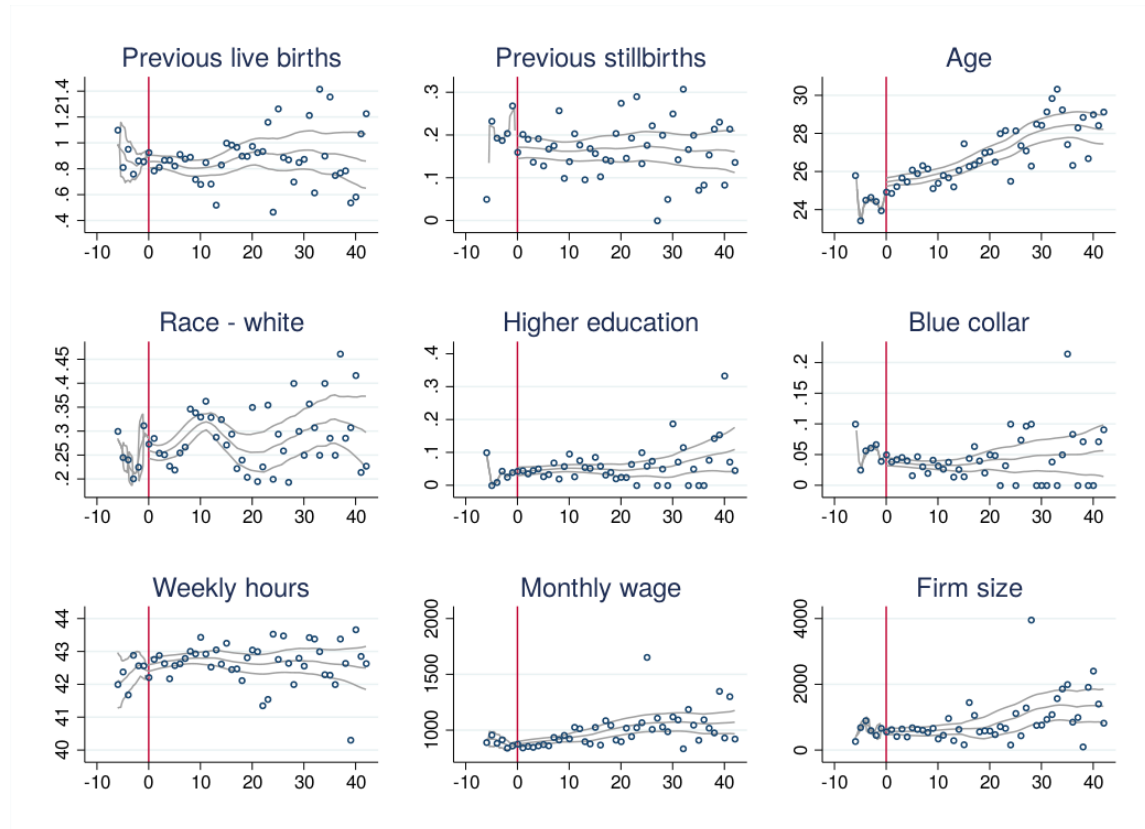 Previous live births
.4 .6 .8 1 1.21.4
-10 0 10 20 30 40
Previous stillbirths
0 .1 .2 .3
-10 0 10 20 30 40
Age
24 26 28 30
-10 0 10 20 30 40
Race - white
.2.25.3.35.4.45
-10 0 10 20 30 40
Higher education
0 .1 .2 .3 .4
-10 0 10 20 30 40
Blue collar
0 .05 .1 .15 .2
-10 0 10 20 30 40
Weekly hours
40 41 42 43 44
-10 0 10 20 30 40
Monthly wage
1000 1500 2000
-10 0 10 20 30 40
Firm size
0 2000 4000
-10 0 10 20 30 40